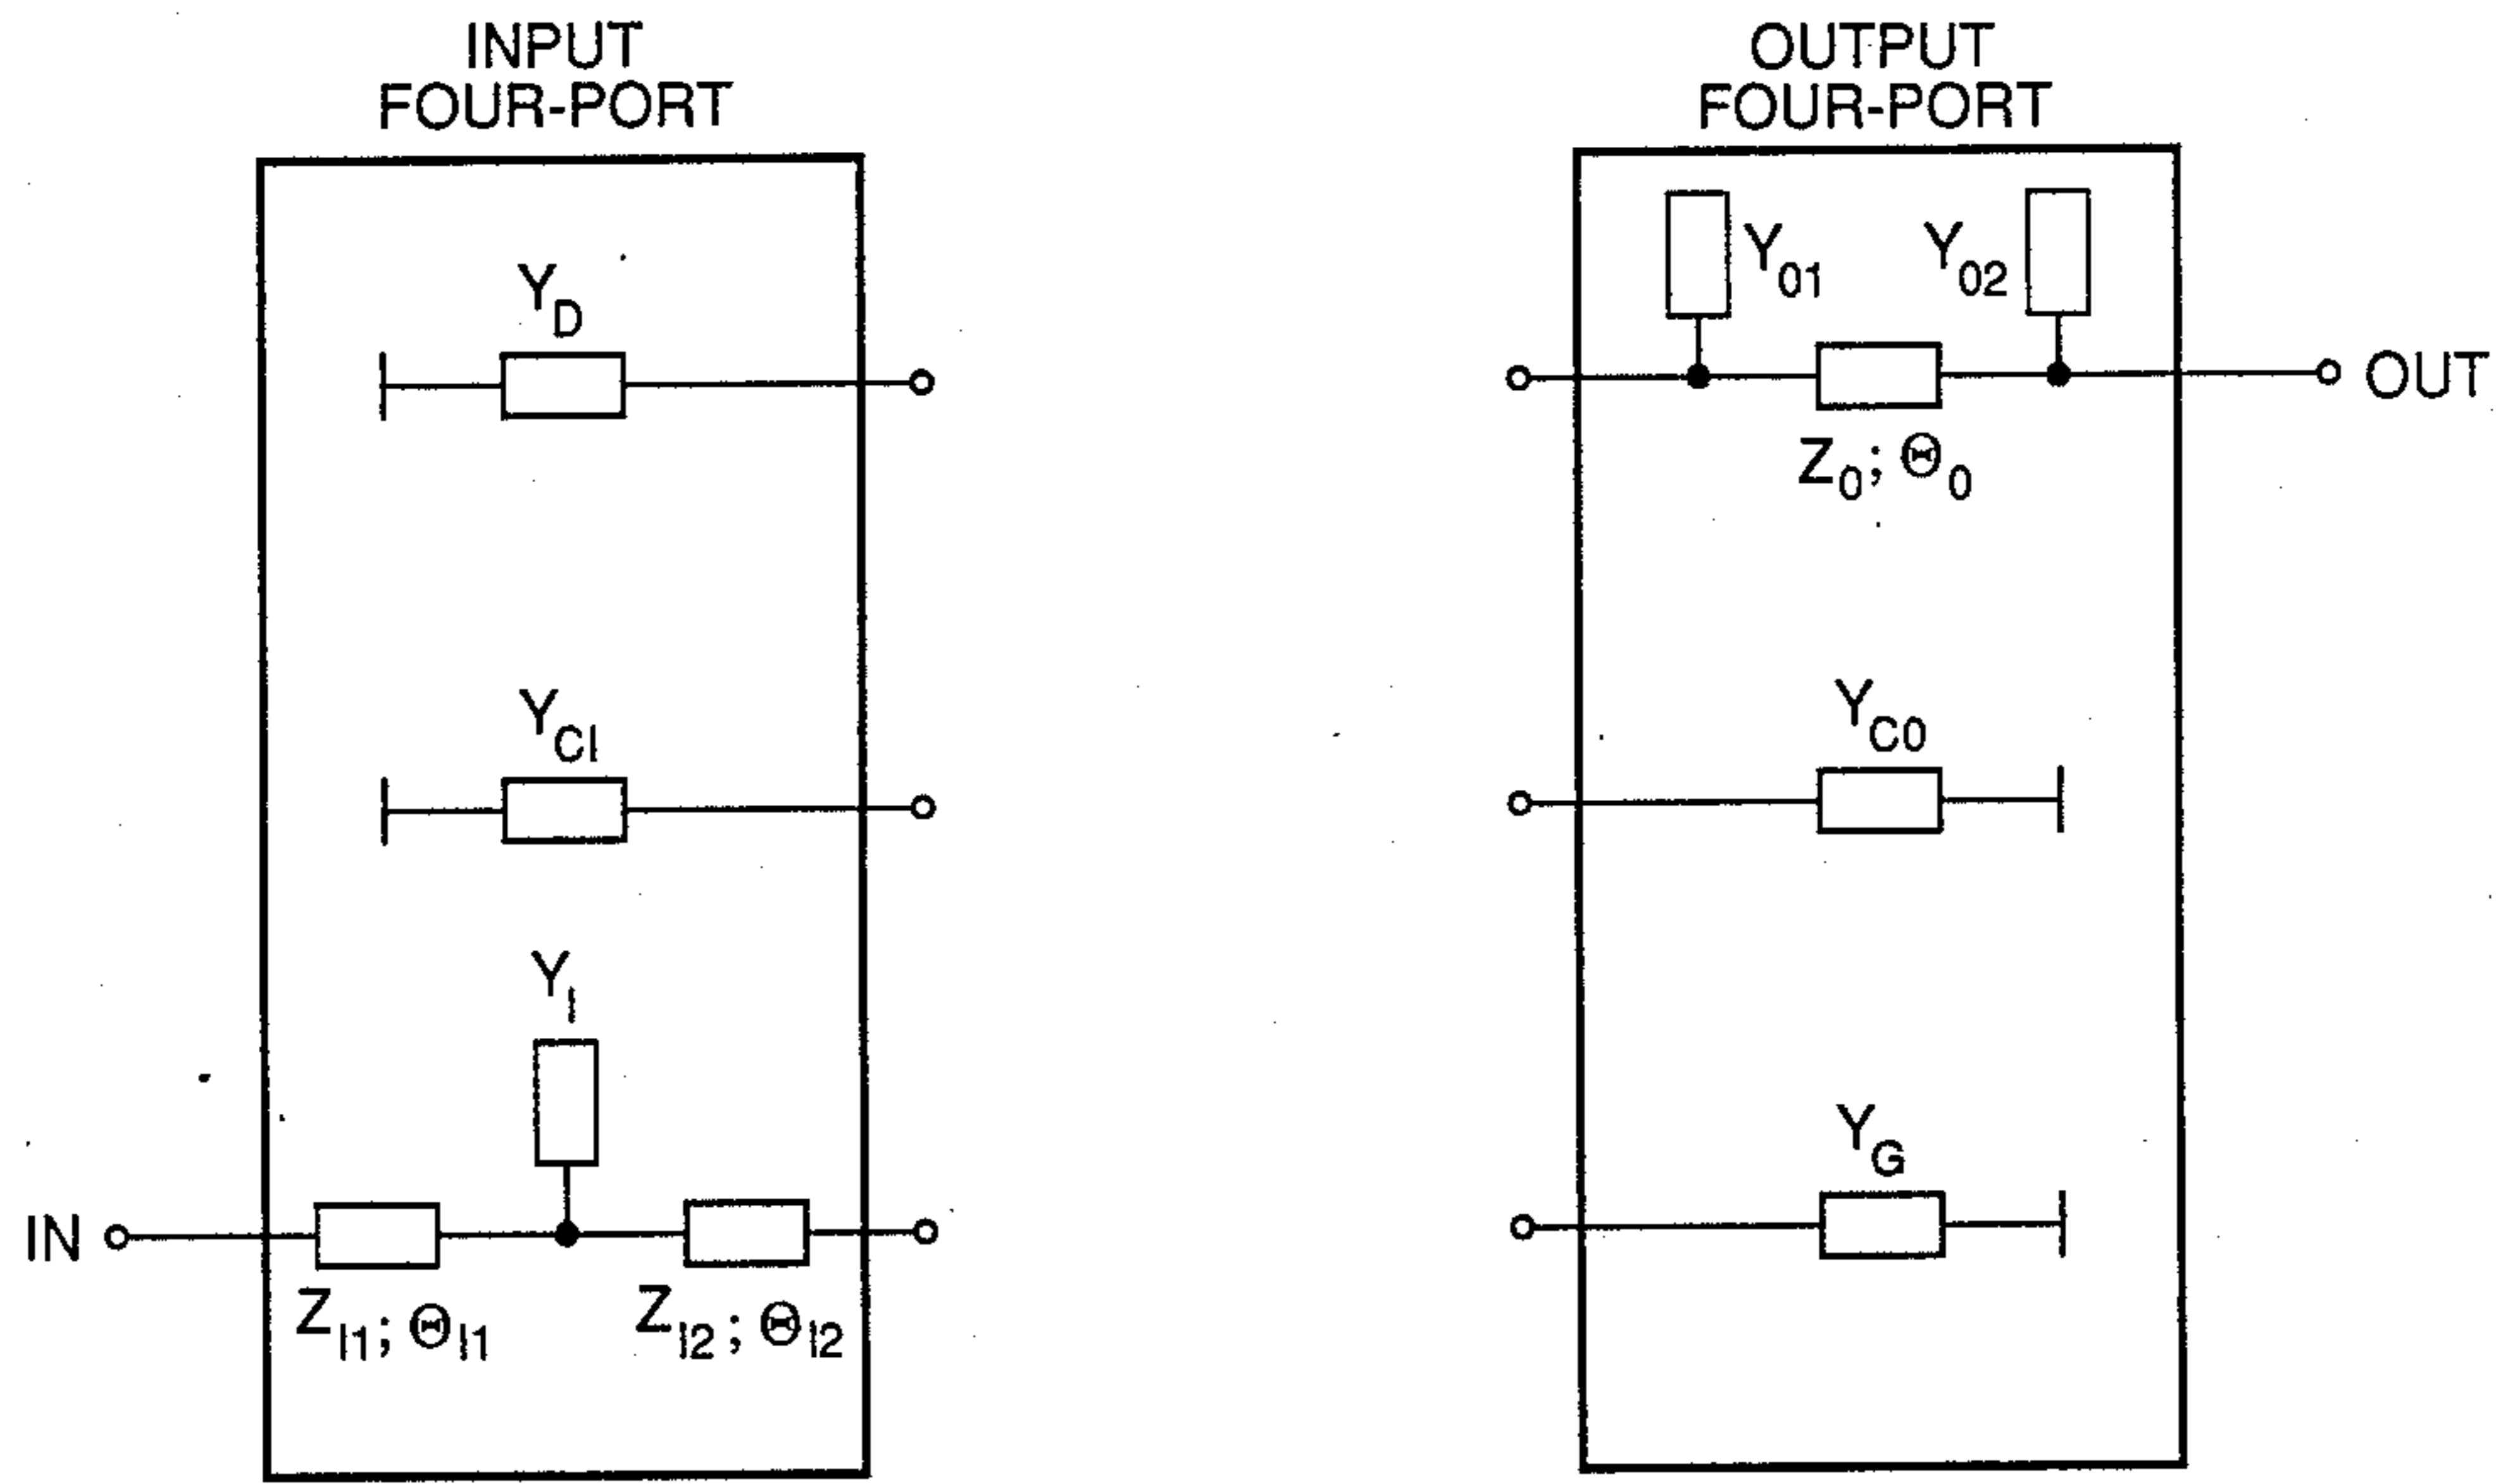 INPUT
FOUR-PORT
Y_D
Y_CI
Y_I
IN
Z_I1; Θ_I1
Z_I2; Θ_I2
OUTPUT
FOUR-PORT
Y_01
Y_02
OUT
Z_0; Θ_0
Y_C0
Y_G